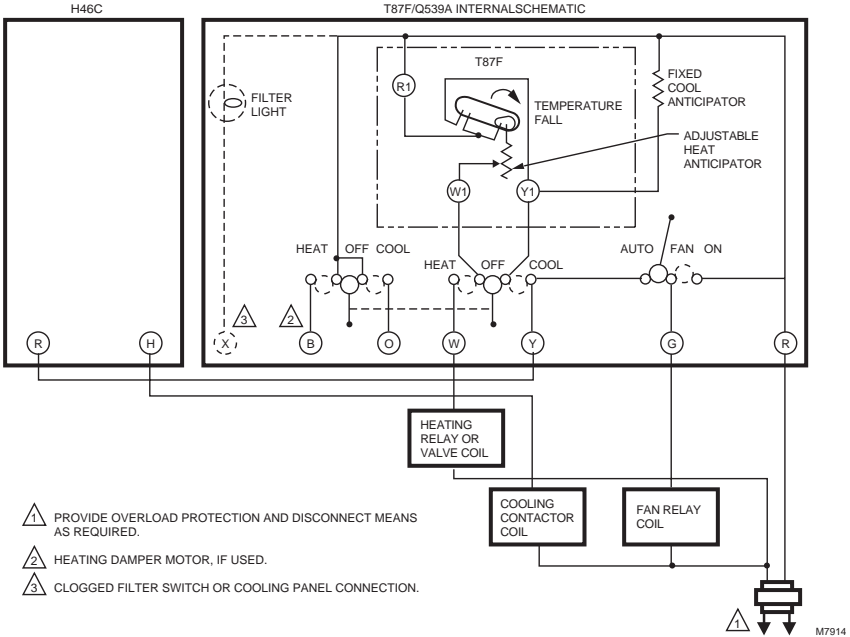 H46C
T87F/Q539A INTERNALSCHEMATIC
T87F
R1
FILTER
LIGHT
TEMPERATURE
FALL
FIXED
COOL
ANTICIPATOR
ADJUSTABLE
HEAT
ANTICIPATOR
W1
Y1
HEAT OFF COOL
HEAT OFF COOL
AUTO FAN ON
3
2
R
H
X
B
O
W
Y
G
R
HEATING
RELAY OR
VALVE COIL
COOLING
CONTACTOR
COIL
FAN RELAY
COIL
1 PROVIDE OVERLOAD PROTECTION AND DISCONNECT MEANS
AS REQUIRED.
2 HEATING DAMPER MOTOR, IF USED.
3 CLOGGED FILTER SWITCH OR COOLING PANEL CONNECTION.
1
M7914